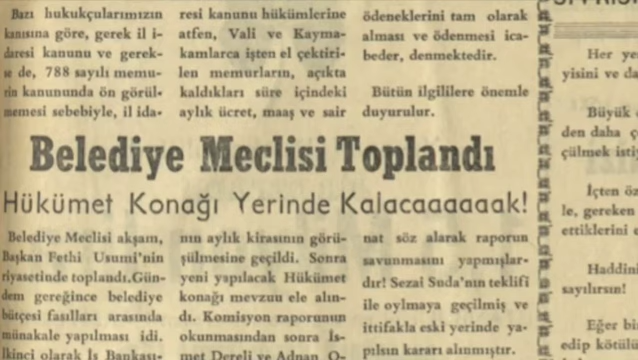 Bazı hukukçularımızın
kanısına göre, gerek il i-
daresi kanunu ve gerek-
se de, 788 sayılı memu-
rin kanununda ön görül-
memesi sebebiyle, il ida-
resi kanunu hükümlerine
atfen, Vali ve Kayma-
kamlarca işten el çektiri-
len memurların, açıkta
kaldıkları süre içindeki
aylık ücret, maaş ve sair
ödeneklerini tam olarak
alması ve ödenmesi ica-
beder, denmektedir.
Bütün ilgililere önemle
duyurulur.
Belediye Meclisi Toplandı
Hükümet Konağı Yerinde Kalacaaaaaak!
Belediye Meclisi akşam,
Başkan Fethi Usumi'nin
riyasetinde toplandı.Gün-
dem gereğince belediye
bütçesi fasılları arasında
münakale yapılması idi.
İkinci olarak İş Bankası-
nın aylık kirasının görü-
şülmesine geçildi. Sonra
yeni yapılacak Hükümet
konağı mevzuu ele alın-
dı. Komisyon raporunun
okunmasından sonra İs-
met Dereli ve Adnan O-
nat söz alarak raporun
savunmasını yapmışlar-
dır! Sezai Suda'nın teklifi
ile oylmaya geçilmiş ve
ittifakla eski yerinde ya-
pılsın kararı alınmıştır.
Her
yisini ve
Büyük
den daha
çülmek
İçten
le, gereken
ettiklerini
Haddini
sayılırsın!
Eğer
edip